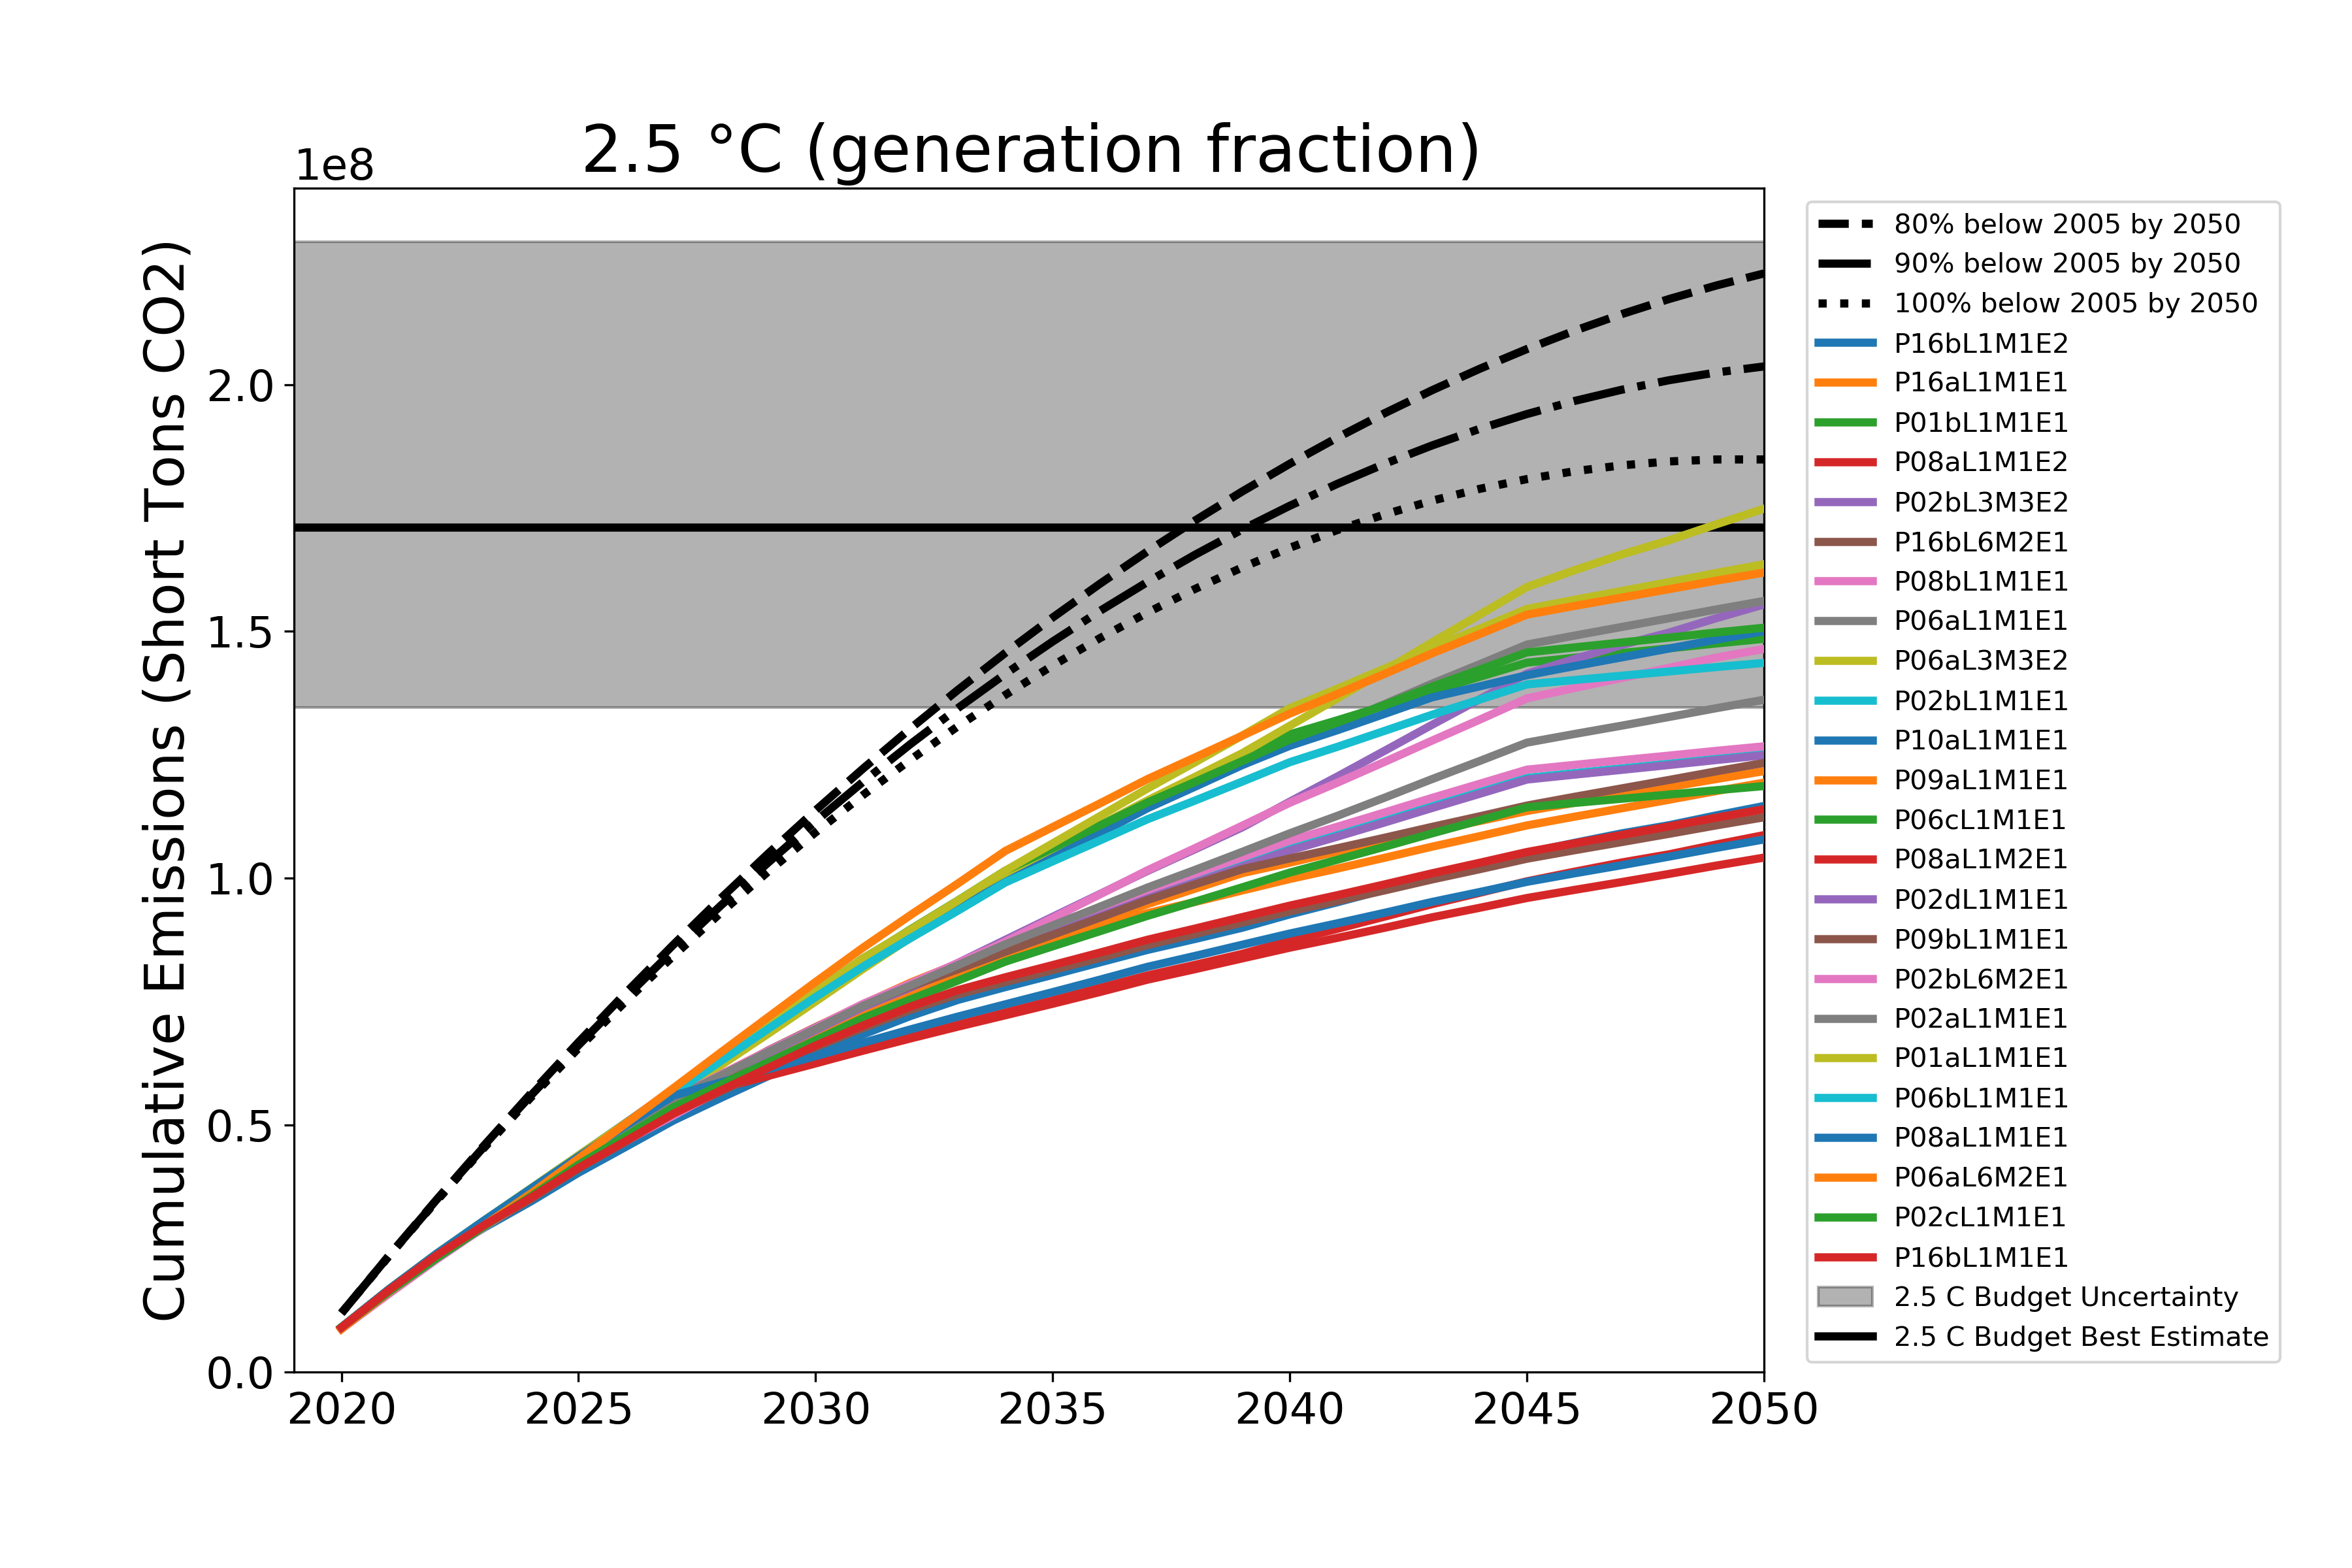 2.5 °C (generation fraction)
1e8
Cumulative Emissions (Short Tons CO2)
2.0
1.5
1.0
0.5
0.0
2020 2025 2030 2035 2040 2045 2050
80% below 2005 by 2050
90% below 2005 by 2050
100% below 2005 by 2050
P16bL1M1E2
P16aL1M1E1
P01bL1M1E1
P08aL1M1E2
P02bL3M3E2
P16bL6M2E1
P08bL1M1E1
P06aL1M1E1
P06aL3M3E2
P02bL1M1E1
P10aL1M1E1
P09aL1M1E1
P06cL1M1E1
P08aL1M2E1
P02dL1M1E1
P09bL1M1E1
P02bL6M2E1
P02aL1M1E1
P01aL1M1E1
P06bL1M1E1
P08aL1M1E1
P06aL6M2E1
P02cL1M1E1
P16bL1M1E1
2.5 C Budget Uncertainty
2.5 C Budget Best Estimate